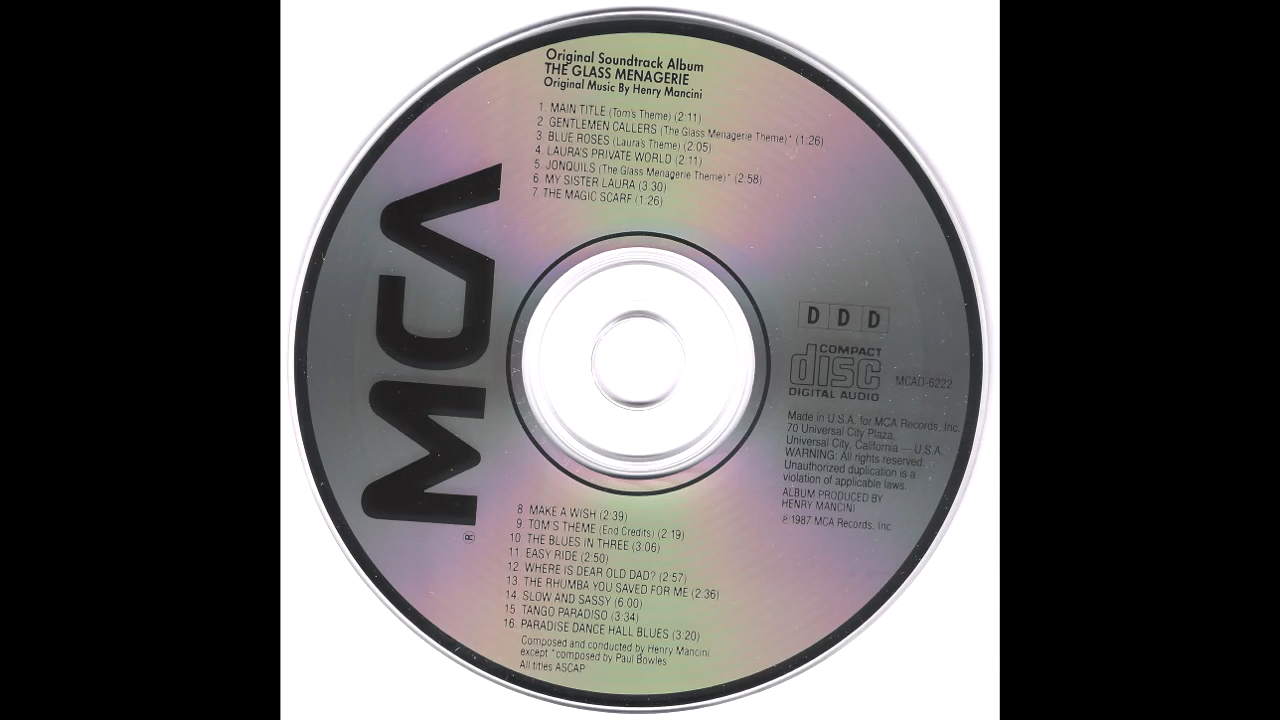 Original Soundtrack Album
THE GLASS MENAGERIE
Original Music By Henry Mancini
1. MAIN TITLE (Tom's Theme) (2:11)
2. GENTLEMEN CALLERS (The Glass Menagerie Theme)* (1:26)
3. BLUE ROSES (Laura's Theme) (2:05)
4. LAURA'S PRIVATE WORLD (2:11)
5. JONQUILS (The Glass Menagerie Theme)* (2:58)
6. MY SISTER LAURA (3:30)
7. THE MAGIC SCARF (1:26)
MCA
®
DDD
COMPACT
disc
DIGITAL AUDIO
MCAD-6222
Made in U.S.A. for MCA Records, Inc.
70 Universal City Plaza,
Universal City, California — U.S.A.
WARNING: All rights reserved.
Unauthorized duplication is a
violation of applicable laws.
ALBUM PRODUCED BY
HENRY MANCINI
℗1987 MCA Records, Inc.
8 MAKE A WISH (2:39)
9. TOM S THEME (End Credits) (2:19)
10 THE BLUES IN THREE (3:06)
11. EASY RIDE (2:50)
12. WHERE IS DEAR OLD DAD? (2:57)
13 THE RHUMBA YOU SAVED FOR ME (2:36)
14. SLOW AND SASSY (6:00)
15 TANGO PARADISO (3:34)
16. PARADISE DANCE HALL BLUES (3:20)
Composed and conducted by Henry Mancini
except *composed by Paul Bowles
All titles ASCAP